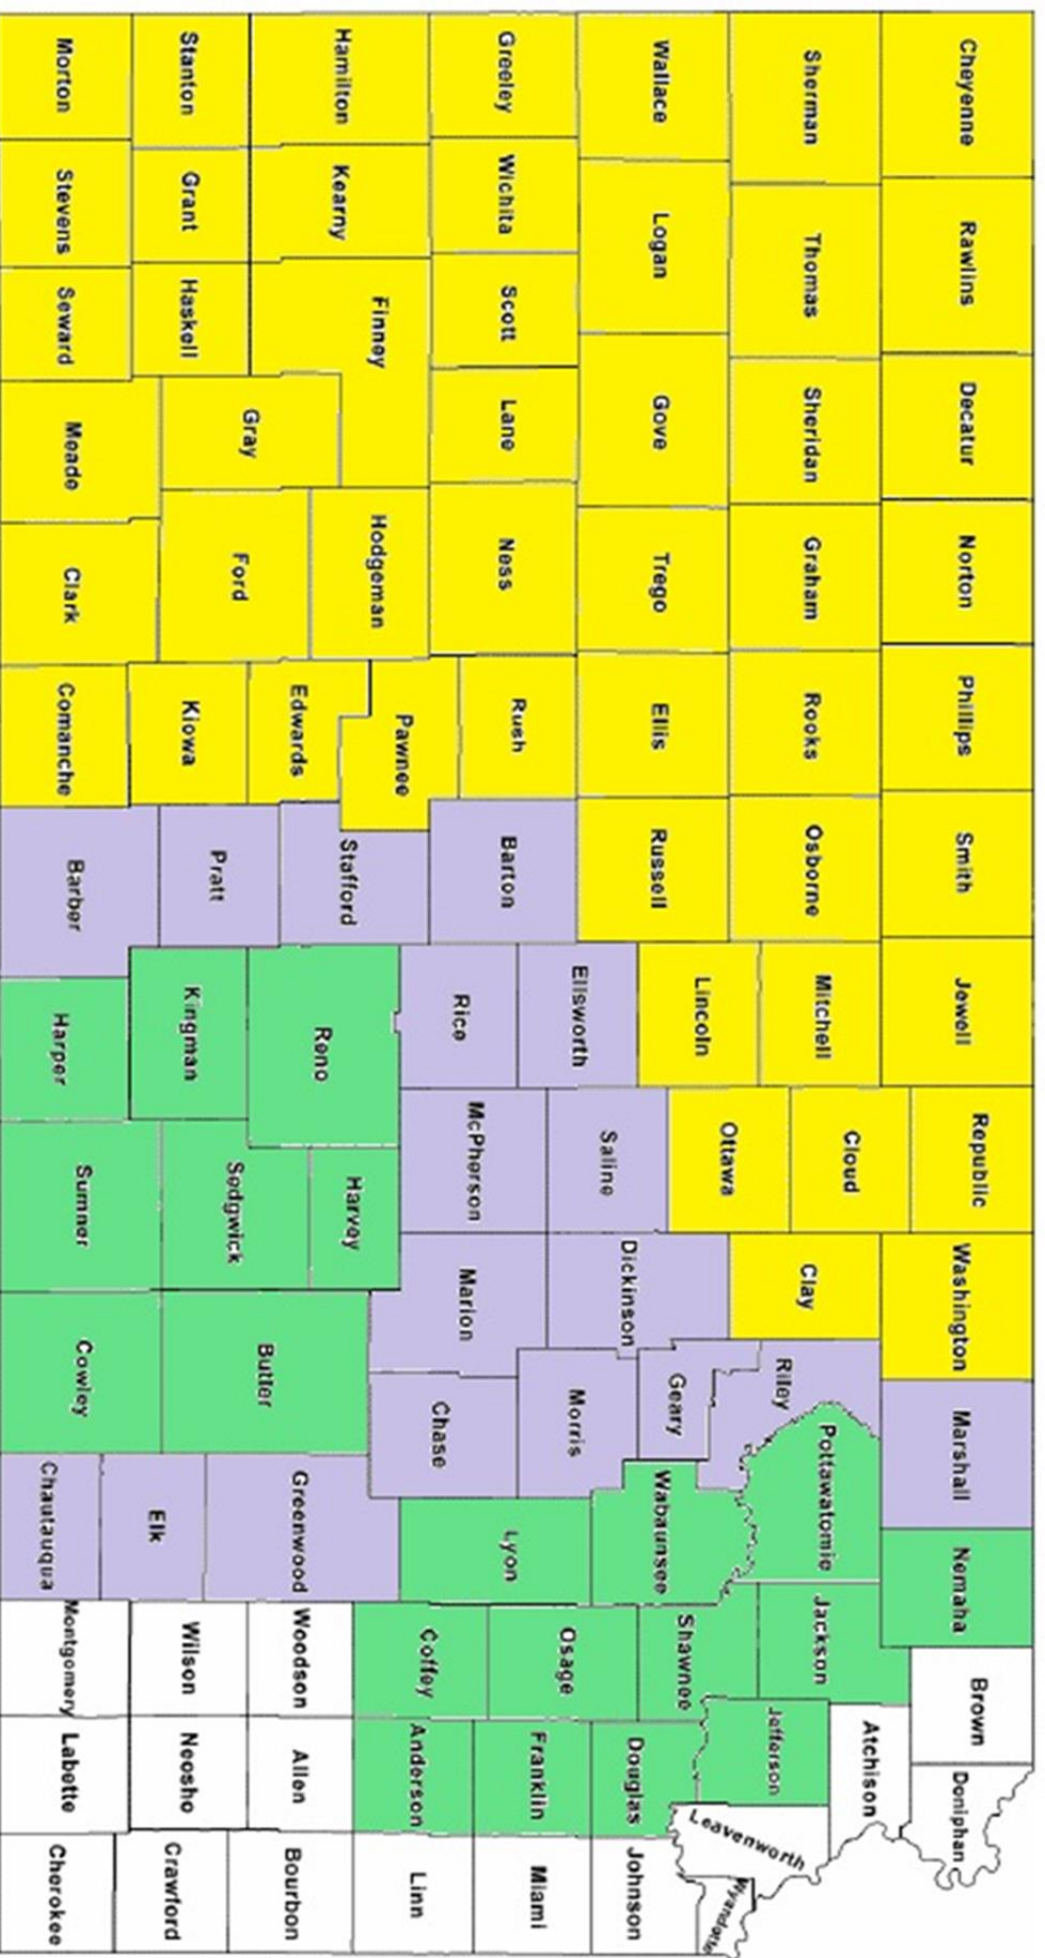 Cheyenne
Rawlins
Decatur
Norton
Phillips
Smith
Jewell
Republic
Washington
Marshall
Nemaha
Brown
Doniphan
Sherman
Thomas
Sheridan
Graham
Rooks
Osborne
Mitchell
Cloud
Clay
Riley
Pottawatomie
Jackson
Atchison
Jefferson
Leavenworth
Wyandotte
Wallace
Logan
Gove
Trego
Ellis
Russell
Lincoln
Ottawa
Dickinson
Geary
Wabaunsee
Shawnee
Douglas
Johnson
Greeley
Wichita
Scott
Lane
Ness
Rush
Barton
Ellsworth
Saline
Morris
Osage
Franklin
Miami
Rice
McPherson
Marion
Chase
Lyon
Coffey
Anderson
Linn
Hamilton
Kearny
Finney
Hodgeman
Pawnee
Stafford
Reno
Harvey
Butler
Greenwood
Woodson
Allen
Bourbon
Stanton
Grant
Haskell
Gray
Ford
Edwards
Kiowa
Pratt
Kingman
Sedgwick
Elk
Wilson
Neosho
Crawford
Morton
Stevens
Seward
Meade
Clark
Comanche
Barber
Harper
Sumner
Cowley
Chautauqua
Montgomery
Labette
Cherokee